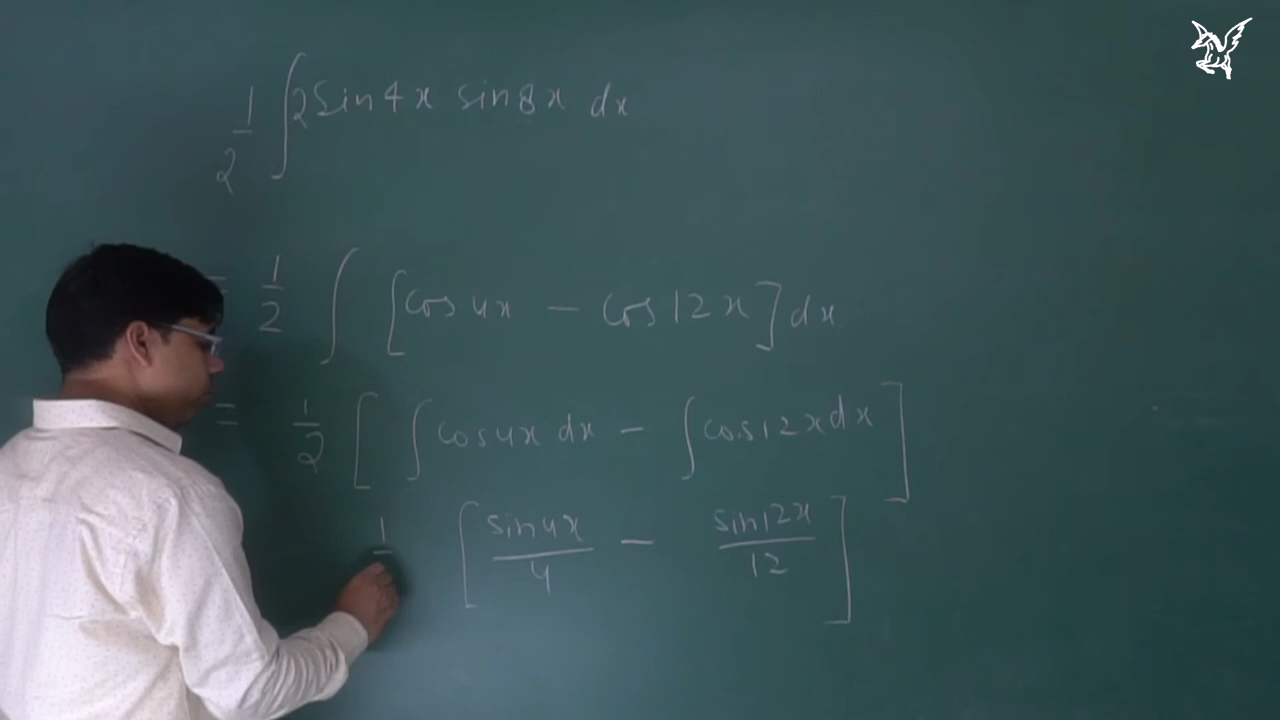 1/2 ∫ 2 sin 4x sin 8x dx
= 1/2 ∫ [cos 4x − cos 12x] dx
= 1/2 [∫ cos 4x dx − ∫ cos 12x dx]
1/ [sin 4x/4 − sin 12x/12]